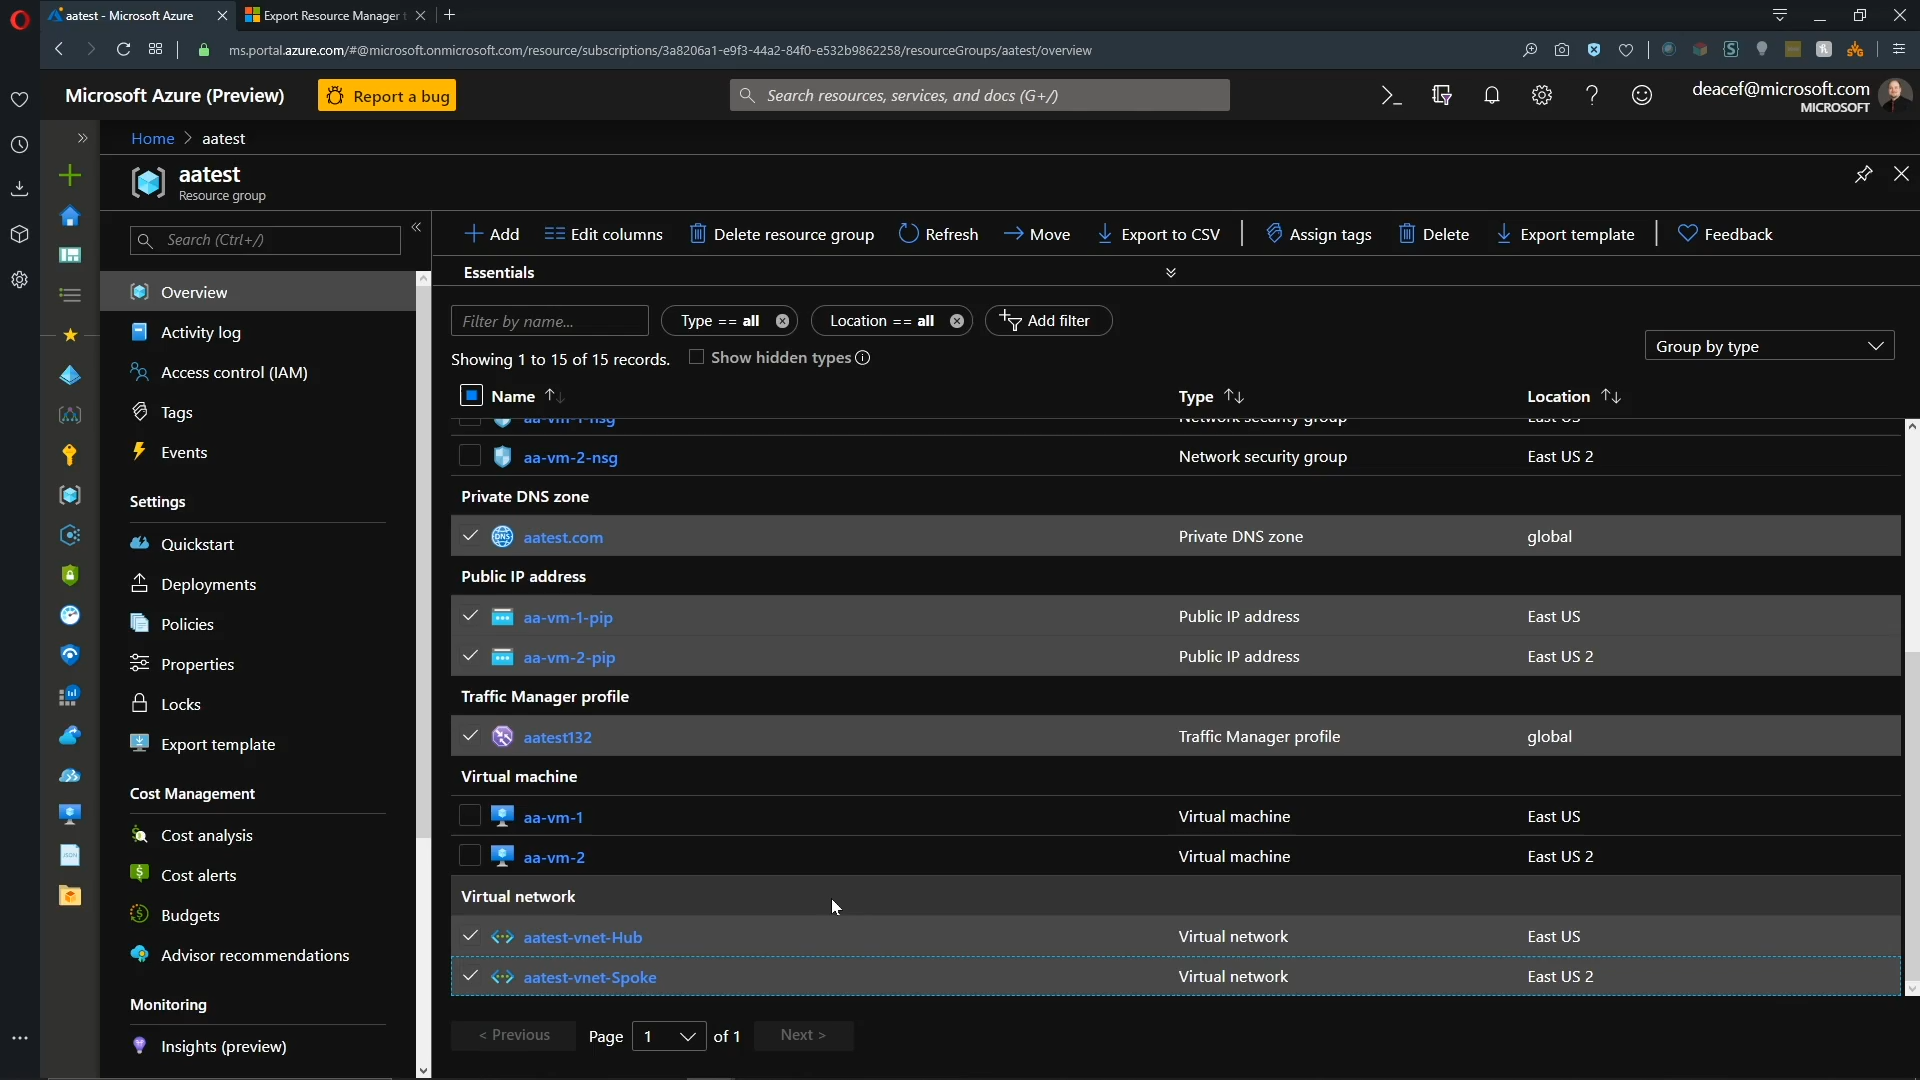 aatest - Microsoft Azure
Export Resource Manager
ms.portal.azure.com/#@microsoft.onmicrosoft.com/resource/subscriptions/3a8206a1-e9f3-44a2-84f0-e532b9862258/resourceGroups/aatest/overview
Microsoft Azure (Preview)
Report a bug
Search resources, services, and docs (G+/)
deacef@microsoft.com
MICROSOFT
Home > aatest
aatest
Resource group
Search (Ctrl+/)
Overview
Activity log
Access control (IAM)
Tags
Events
Settings
Quickstart
Deployments
Policies
Properties
Locks
Export template
Cost Management
Cost analysis
Cost alerts
Budgets
Advisor recommendations
Monitoring
Insights (preview)
Add
Edit columns
Delete resource group
Refresh
Move
Export to CSV
Assign tags
Delete
Export template
Feedback
Essentials
Filter by name...
Type == all
Location == all
Add filter
Showing 1 to 15 of 15 records.
Show hidden types
Group by type
Name Type Location
aa-vm-1-nsg Network security group East US
aa-vm-2-nsg Network security group East US 2
Private DNS zone
aatest.com Private DNS zone global
Public IP address
aa-vm-1-pip Public IP address East US
aa-vm-2-pip Public IP address East US 2
Traffic Manager profile
aatest132 Traffic Manager profile global
Virtual machine
aa-vm-1 Virtual machine East US
aa-vm-2 Virtual machine East US 2
Virtual network
aatest-vnet-Hub Virtual network East US
aatest-vnet-Spoke Virtual network East US 2
< Previous Page 1 of 1 Next >